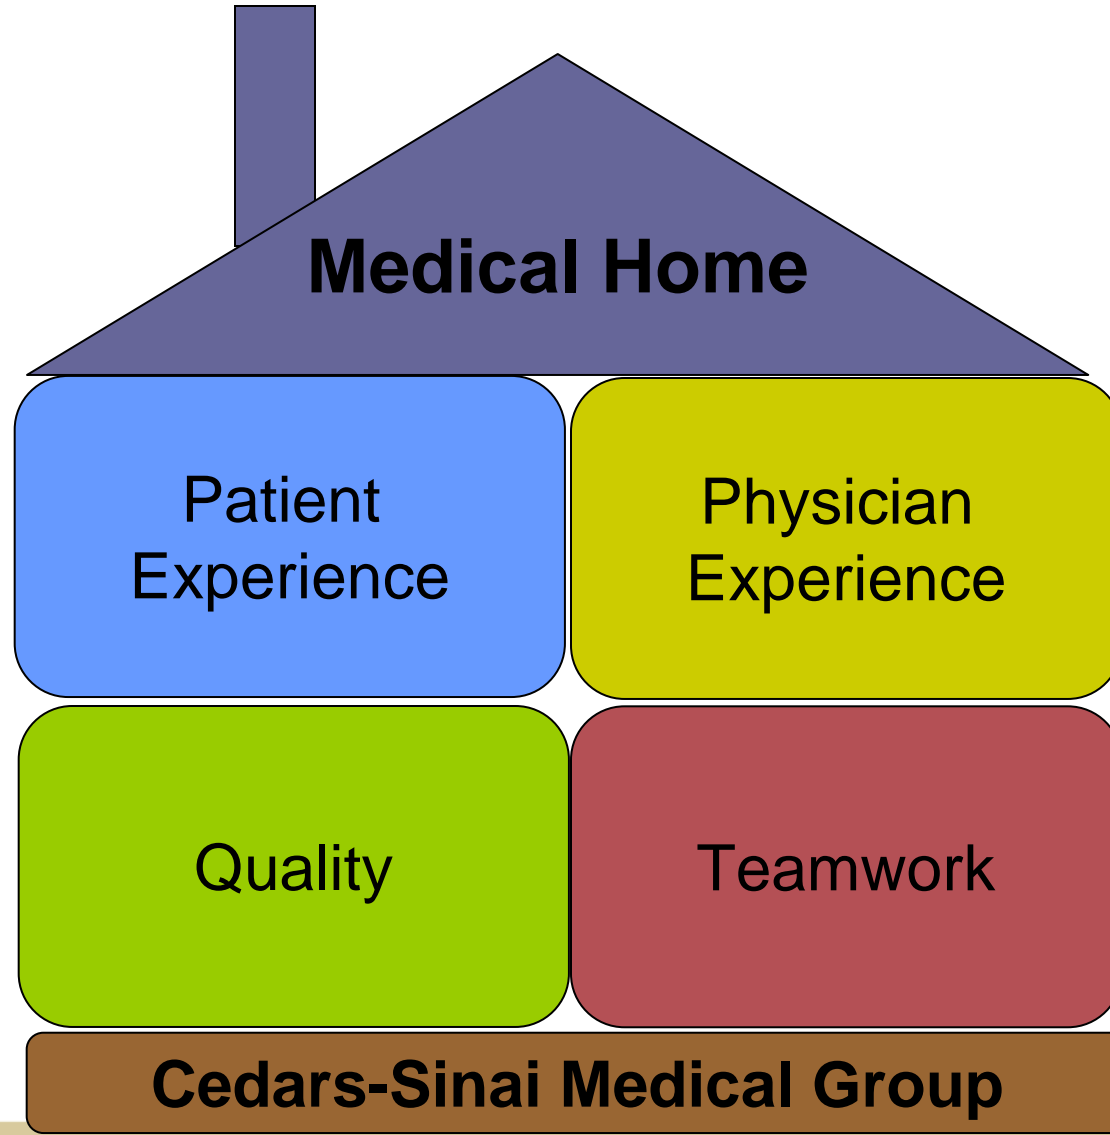 Medical Home
Patient
Experience
Physician
Experience
Quality
Teamwork
Cedars-Sinai Medical Group